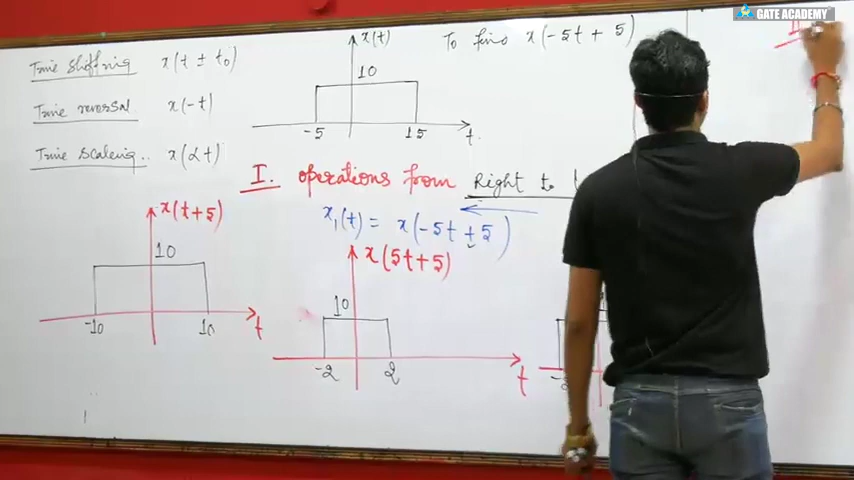 GATE ACADEMY
Time shifting x(t ± t₀)
Time reversal x(-t)
Time scaling.. x(αt)
x(t)
10
-5 15 t
To find x(-5t + 5)
I. operations from Right to
x₁(t) = x(-5t + 5)
x(t+5)
10
-10 10 t
x(5t+5)
10
-2 2 t